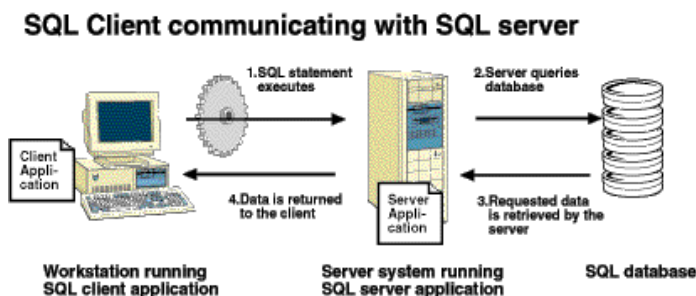 SQL Client communicating with SQL server
1.SQL statement
executes
2.Server queries
database
Client
Appli-
cation
4.Data is returned
to the client
Server
Appli-
cation
3.Requested data
is retrieved by the
server
Workstation running
SQL client application
Server system running
SQL server application
SQL database